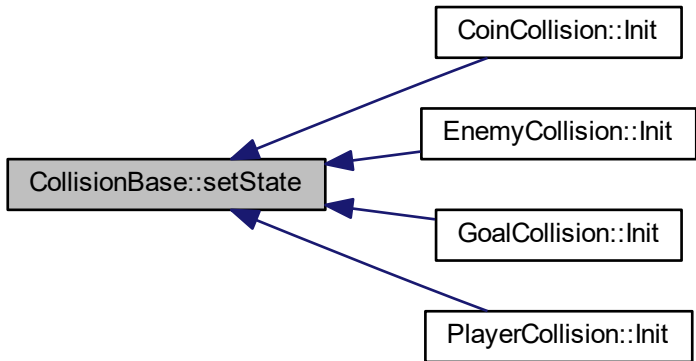 CoinCollision::Init
EnemyCollision::Init
CollisionBase::setState
GoalCollision::Init
PlayerCollision::Init